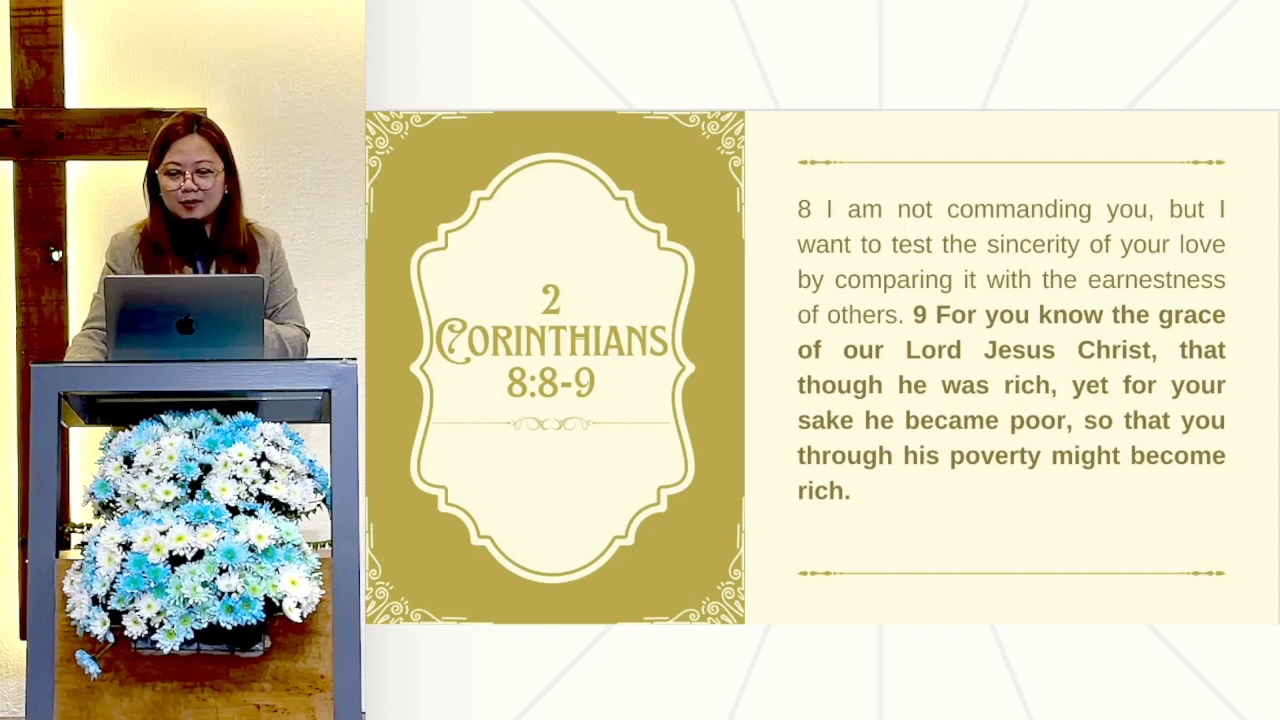 2
CORINTHIANS
8:8-9
8 I am not commanding you, but I
want to test the sincerity of your love
by comparing it with the earnestness
of others. 9 For you know the grace
of our Lord Jesus Christ, that
though he was rich, yet for your
sake he became poor, so that you
through his poverty might become
rich.